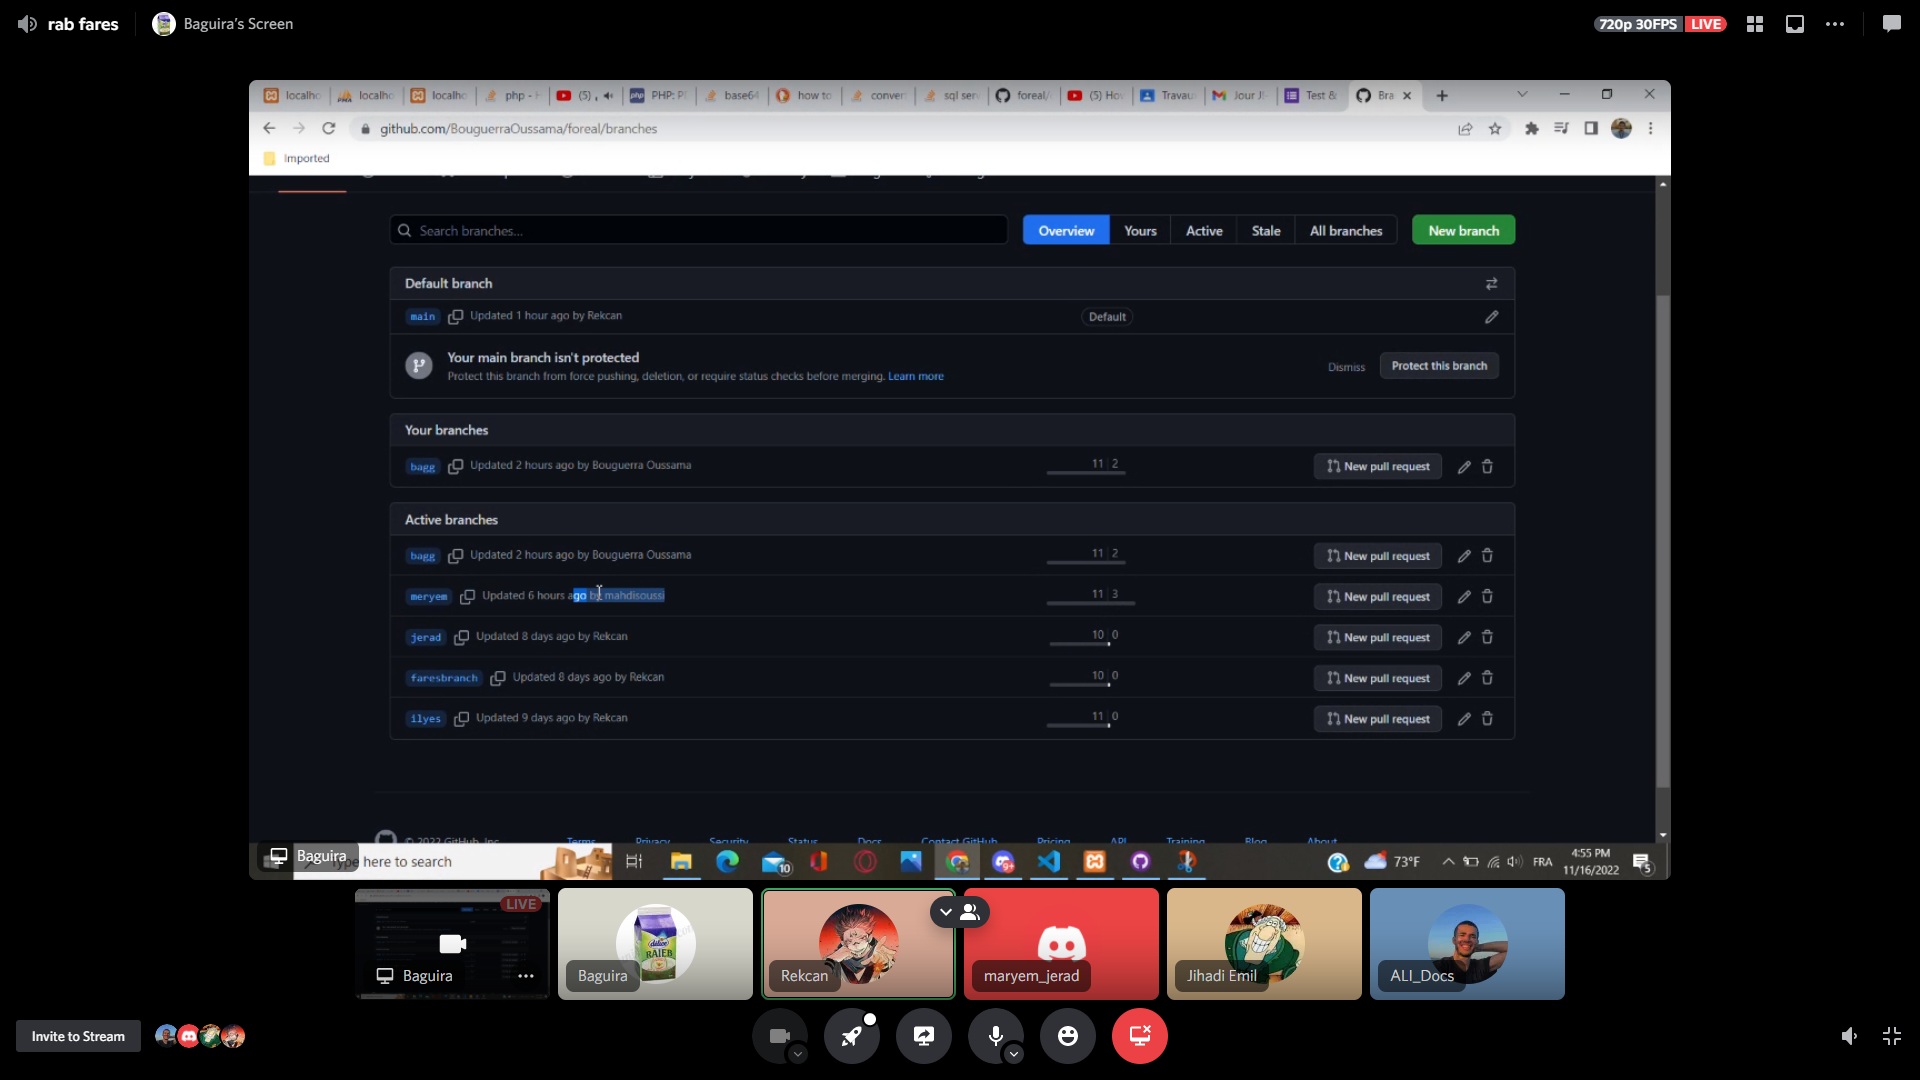 rab fares
Baguira's Screen
720p 30FPS LIVE
localho
localho
localho
php - H
(5)
PHP: P
base64
how to
conver
sql serv
foreal/
(5) How
Travau
Jour J
Test &
Bra
github.com/BouguerraOussama/foreal/branches
Imported
Search branches...
Overview
Yours
Active
Stale
All branches
New branch
Default branch
main
Updated 1 hour ago by Rekcan
Default
Your main branch isn't protected
Protect this branch from force pushing, deletion, or require status checks before merging. Learn more
Dismiss
Protect this branch
Your branches
bagg
Updated 2 hours ago by Bouguerra Oussama
11 | 2
New pull request
Active branches
bagg
Updated 2 hours ago by Bouguerra Oussama
11 | 2
New pull request
meryem
Updated 6 hours ago by mahdisoussi
11 | 3
New pull request
jerad
Updated 8 days ago by Rekcan
10 | 0
New pull request
faresbranch
Updated 8 days ago by Rekcan
10 | 0
New pull request
ilyes
Updated 9 days ago by Rekcan
11 | 0
New pull request
© 2022 GitHub, Inc.
Terms
Privacy
Security
Status
Docs
Contact GitHub
Pricing
API
Training
Blog
About
Baguira
Type here to search
10
9+
73°F
FRA
4:55 PM
11/16/2022
5
LIVE
Baguira
délice
RAIEB
Baguira
Rekcan
maryem_jerad
Jihadi Emil
ALI_Docs
Invite to Stream